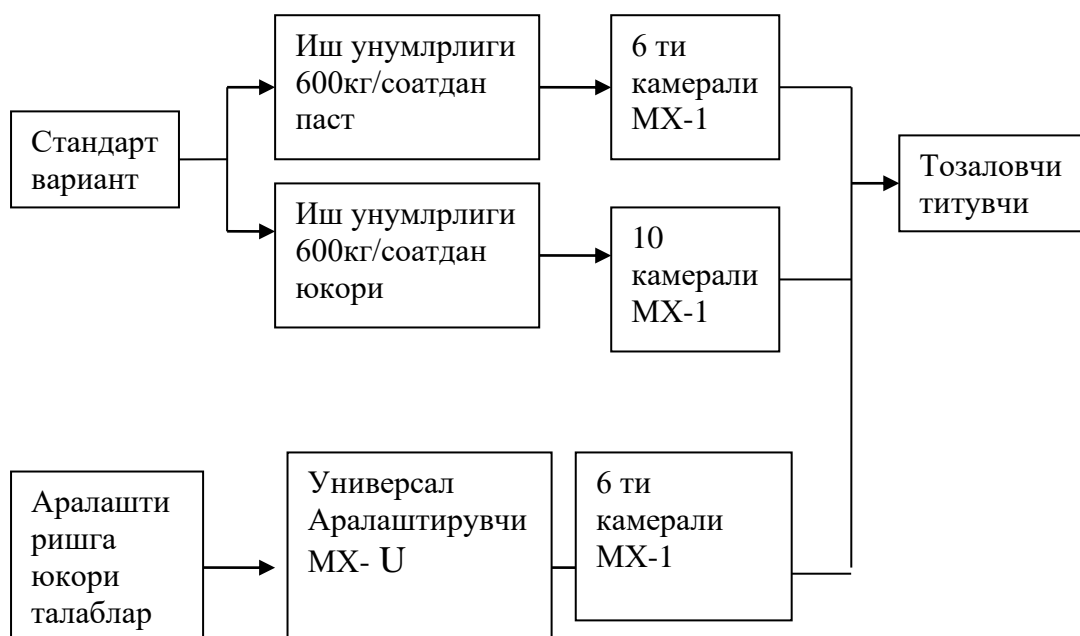 Стандарт
вариант
Иш унумлрлиги
600кг/соатдан
паст
6 ти
камерали
МХ-1
Иш унумлрлиги
600кг/соатдан
юкори
10
камерали
МХ-1
Тозаловчи
титувчи
Аралашти
ришга
юкори
талаблар
Универсал
Аралаштирувчи
МХ- U
6 ти
камерали
МХ-1